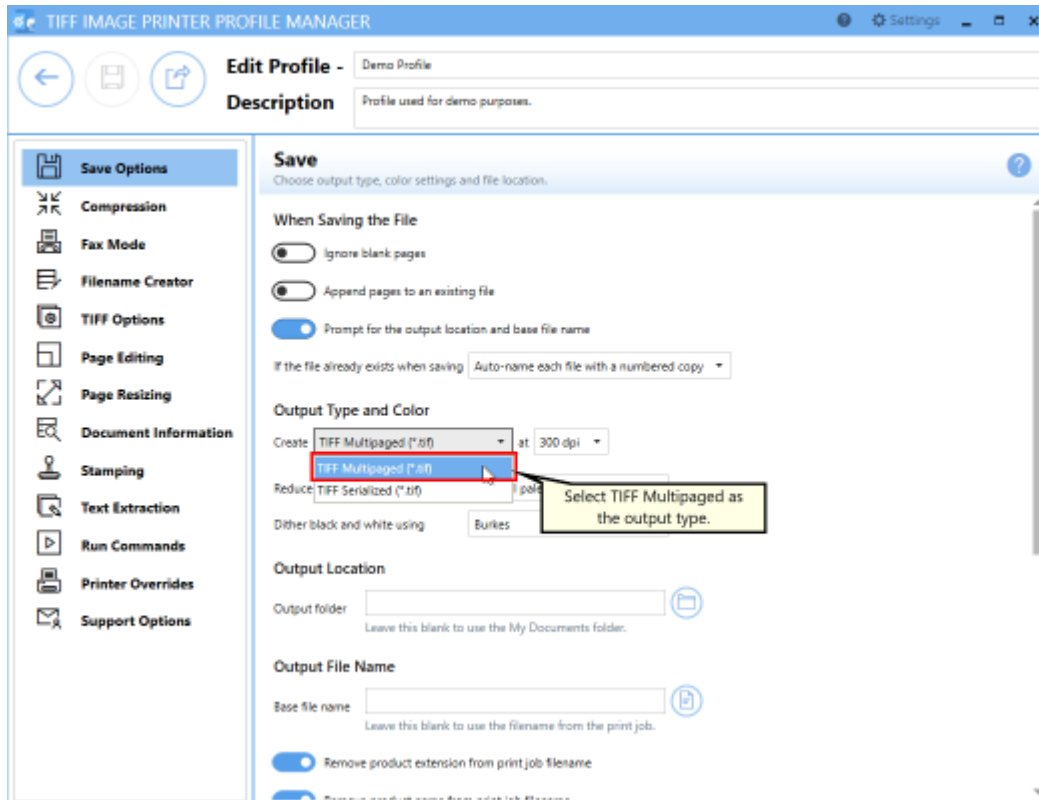 TIFF IMAGE PRINTER PROFILE MANAGER
Settings
Edit Profile - Demo Profile
Description Profile used for demo purposes.
Save Options
Compression
Fax Mode
Filename Creator
TIFF Options
Page Editing
Page Resizing
Document Information
Stamping
Text Extraction
Run Commands
Printer Overrides
Support Options
Save
Choose output type, color settings and file location.
When Saving the File
Ignore blank pages
Append pages to an existing file
Prompt for the output location and base file name
If the file already exists when saving Auto-name each file with a numbered copy
Output Type and Color
Create TIFF Multipaged (*.tif) at 300 dpi
TIFF Multipaged (*.tif)
Reduce TIFF Serialized (*.tif)
Select TIFF Multipaged as
the output type.
Dither black and white using Burkes
Output Location
Output folder
Leave this blank to use the My Documents folder.
Output File Name
Base file name
Leave this blank to use the filename from the print job.
Remove product extension from print job filename